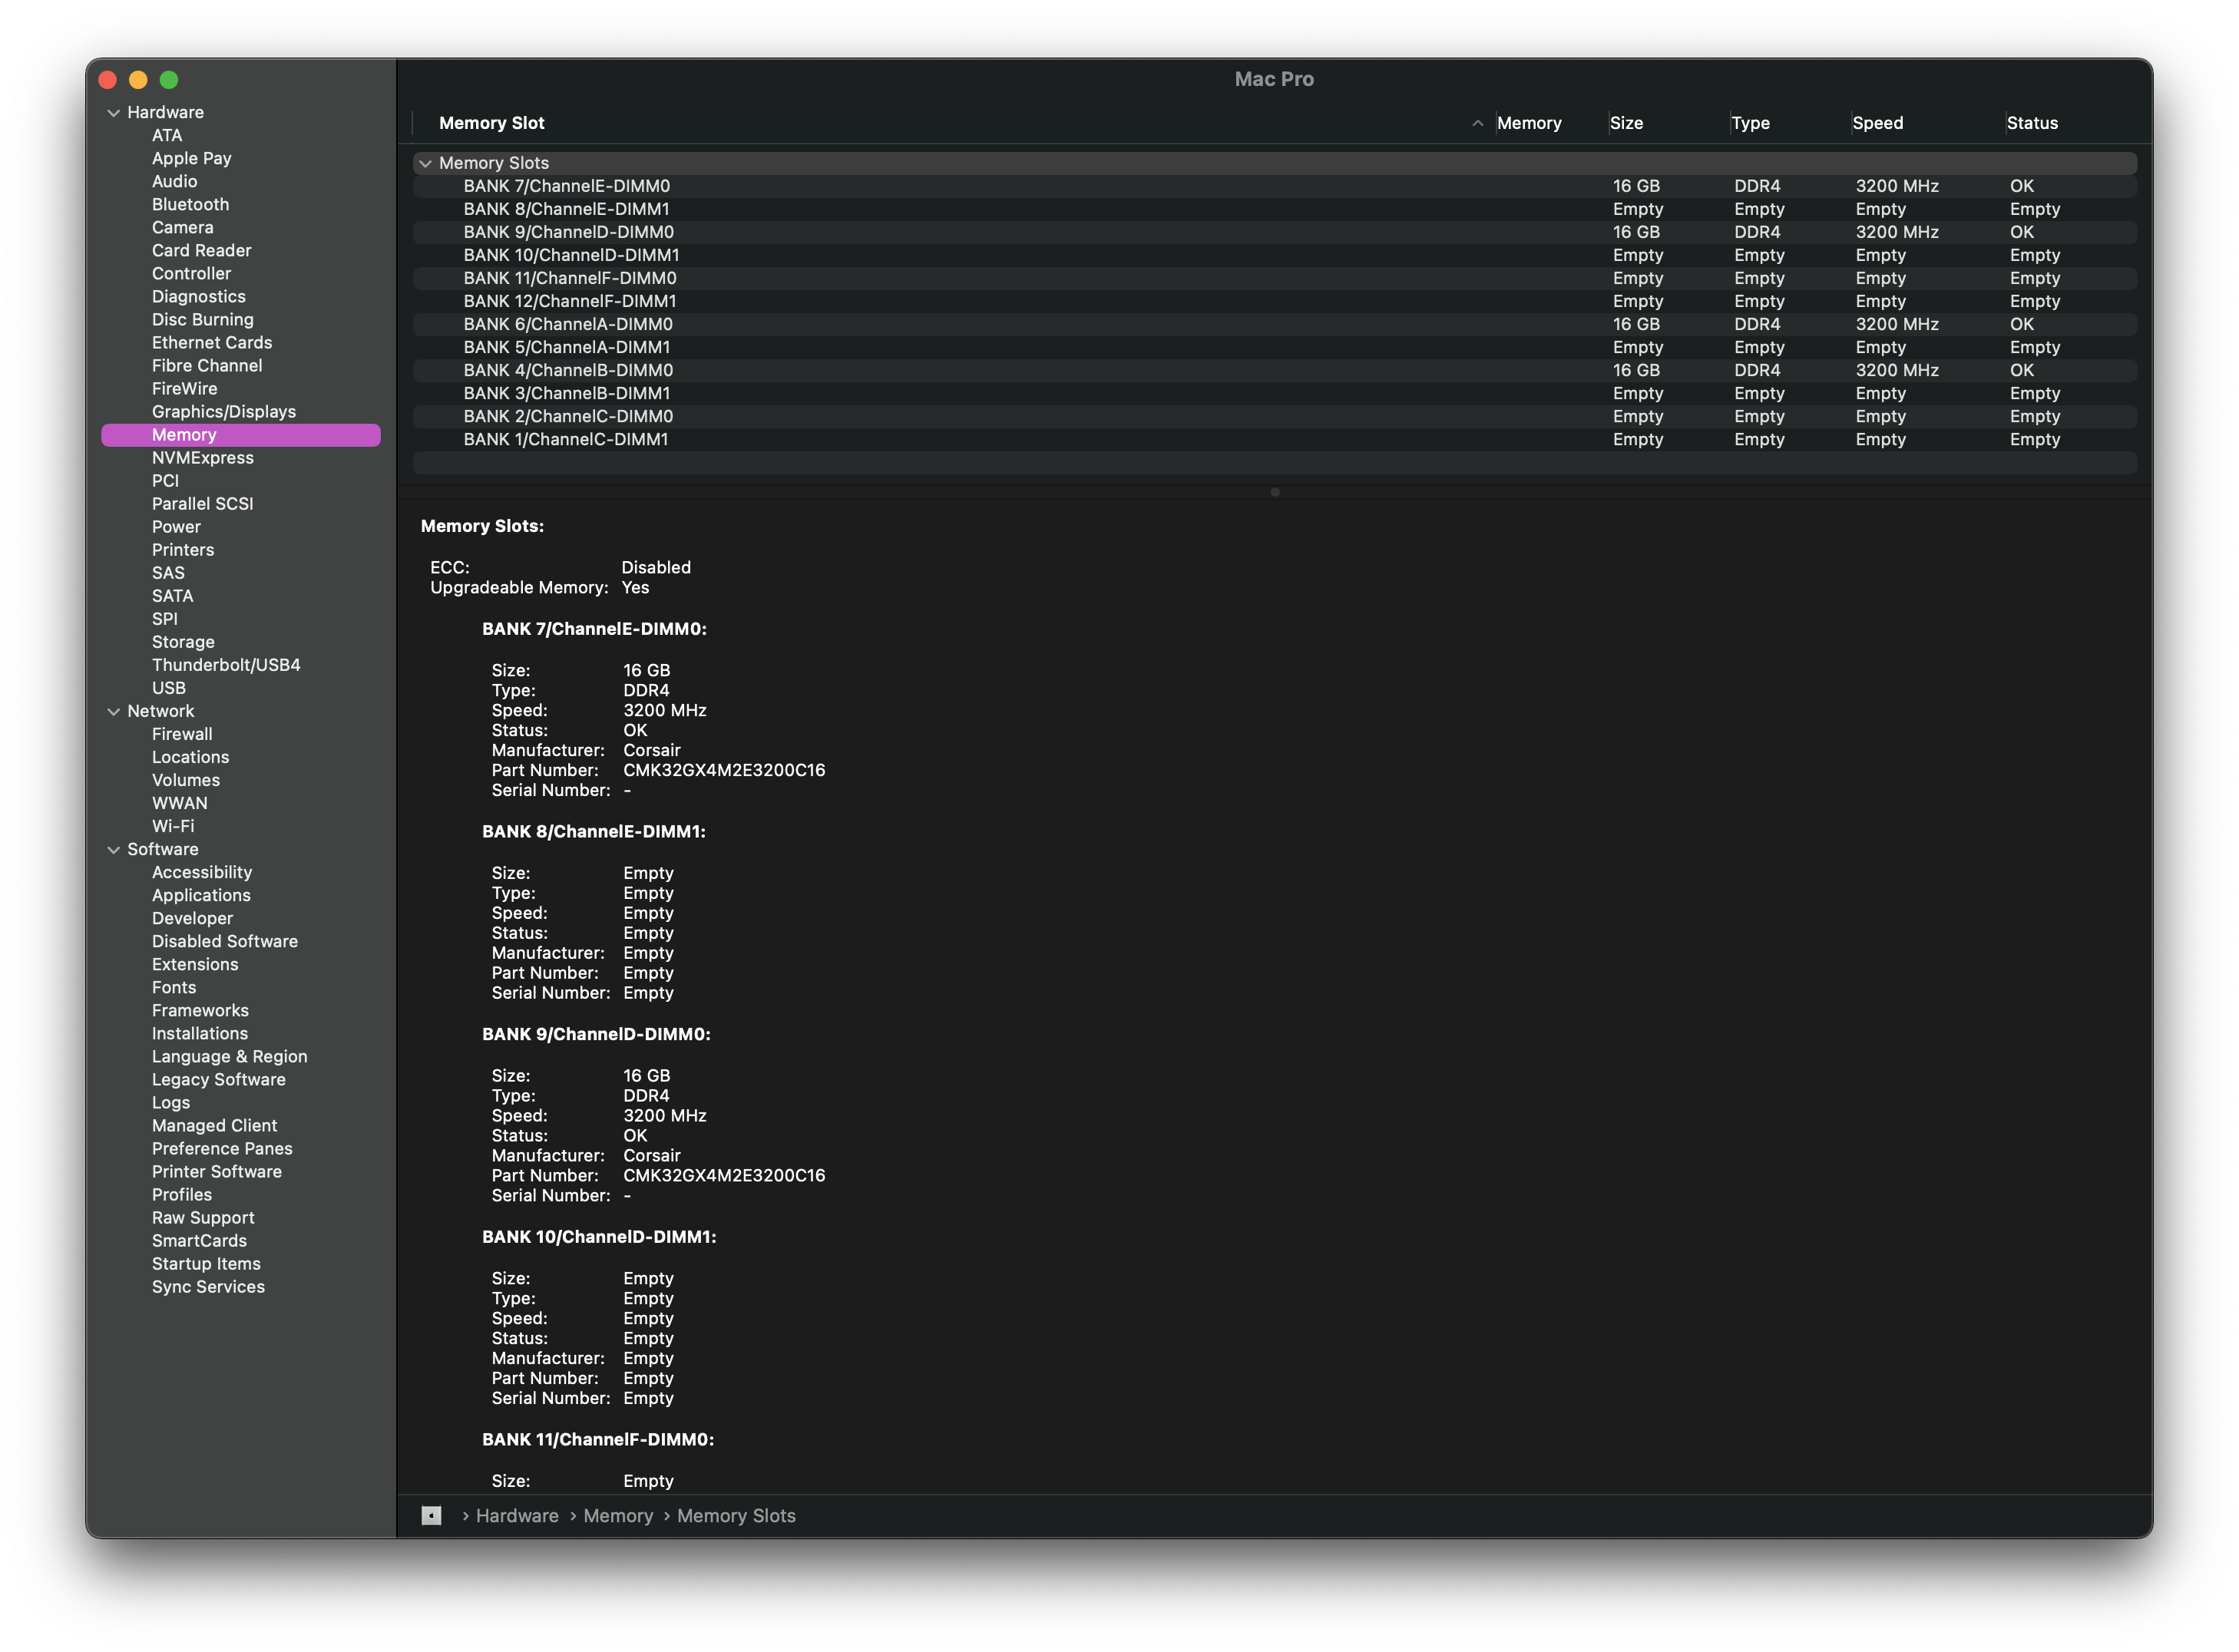 Mac Pro
Hardware
ATA
Apple Pay
Audio
Bluetooth
Camera
Card Reader
Controller
Diagnostics
Disc Burning
Ethernet Cards
Fibre Channel
FireWire
Graphics/Displays
Memory
NVMExpress
PCI
Parallel SCSI
Power
Printers
SAS
SATA
SPI
Storage
Thunderbolt/USB4
USB
Network
Firewall
Locations
Volumes
WWAN
Wi-Fi
Software
Accessibility
Applications
Developer
Disabled Software
Extensions
Fonts
Frameworks
Installations
Language & Region
Legacy Software
Logs
Managed Client
Preference Panes
Printer Software
Profiles
Raw Support
SmartCards
Startup Items
Sync Services
Memory Slot Memory Size Type Speed Status
Memory Slots
BANK 7/ChannelE-DIMM0 16 GB DDR4 3200 MHz OK
BANK 8/ChannelE-DIMM1 Empty Empty Empty Empty
BANK 9/ChannelD-DIMM0 16 GB DDR4 3200 MHz OK
BANK 10/ChannelD-DIMM1 Empty Empty Empty Empty
BANK 11/ChannelF-DIMM0 Empty Empty Empty Empty
BANK 12/ChannelF-DIMM1 Empty Empty Empty Empty
BANK 6/ChannelA-DIMM0 16 GB DDR4 3200 MHz OK
BANK 5/ChannelA-DIMM1 Empty Empty Empty Empty
BANK 4/ChannelB-DIMM0 16 GB DDR4 3200 MHz OK
BANK 3/ChannelB-DIMM1 Empty Empty Empty Empty
BANK 2/ChannelC-DIMM0 Empty Empty Empty Empty
BANK 1/ChannelC-DIMM1 Empty Empty Empty Empty
Memory Slots:
ECC: Disabled
Upgradeable Memory: Yes
BANK 7/ChannelE-DIMM0:
Size: 16 GB
Type: DDR4
Speed: 3200 MHz
Status: OK
Manufacturer: Corsair
Part Number: CMK32GX4M2E3200C16
Serial Number: -
BANK 8/ChannelE-DIMM1:
Size: Empty
Type: Empty
Speed: Empty
Status: Empty
Manufacturer: Empty
Part Number: Empty
Serial Number: Empty
BANK 9/ChannelD-DIMM0:
Size: 16 GB
Type: DDR4
Speed: 3200 MHz
Status: OK
Manufacturer: Corsair
Part Number: CMK32GX4M2E3200C16
Serial Number: -
BANK 10/ChannelD-DIMM1:
Size: Empty
Type: Empty
Speed: Empty
Status: Empty
Manufacturer: Empty
Part Number: Empty
Serial Number: Empty
BANK 11/ChannelF-DIMM0:
Size: Empty
› Hardware › Memory › Memory Slots